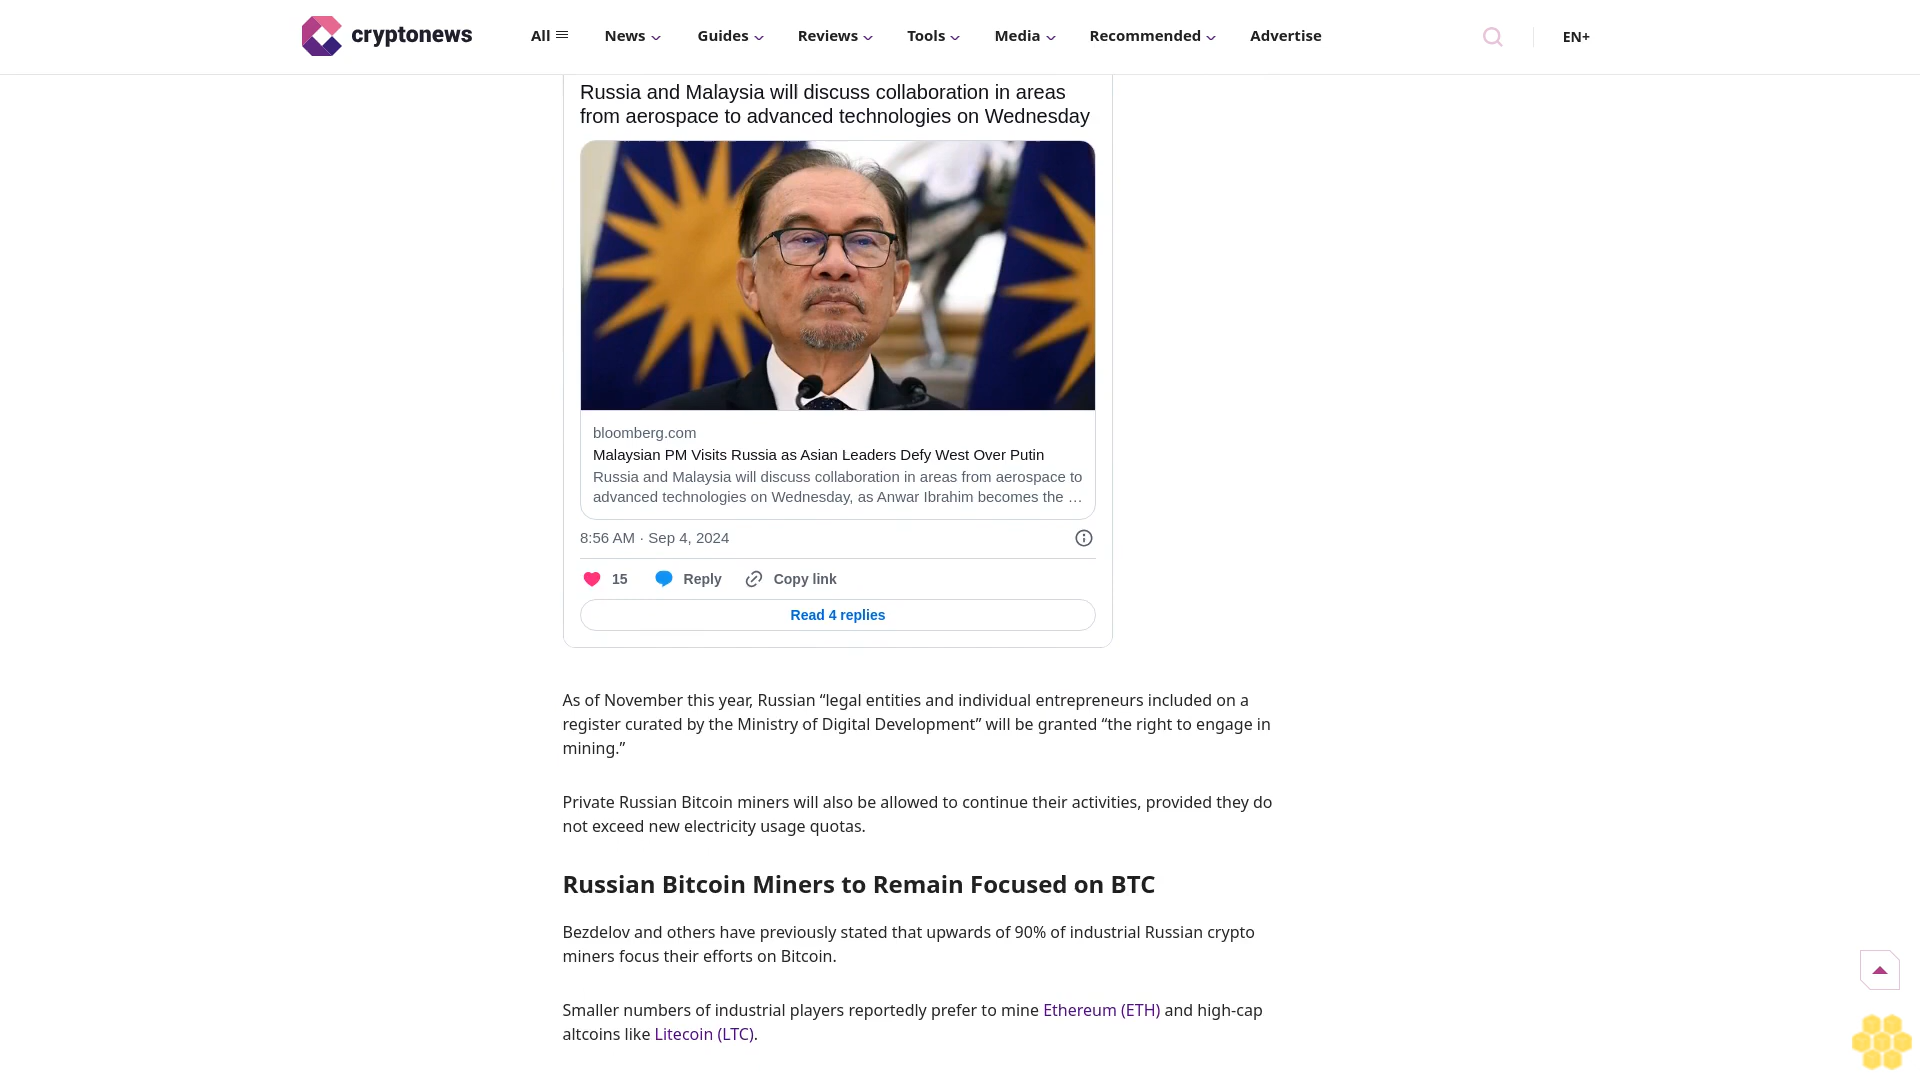 cryptonews
All
News
Guides
Reviews
Tools
Media
Recommended
Advertise
EN+
Russia and Malaysia will discuss collaboration in areas
from aerospace to advanced technologies on Wednesday
bloomberg.com
Malaysian PM Visits Russia as Asian Leaders Defy West Over Putin
Russia and Malaysia will discuss collaboration in areas from aerospace to
advanced technologies on Wednesday, as Anwar Ibrahim becomes the …
8:56 AM · Sep 4, 2024
15
Reply
Copy link
Read 4 replies
As of November this year, Russian “legal entities and individual entrepreneurs included on a
register curated by the Ministry of Digital Development” will be granted “the right to engage in
mining.”
Private Russian Bitcoin miners will also be allowed to continue their activities, provided they do
not exceed new electricity usage quotas.
Russian Bitcoin Miners to Remain Focused on BTC
Bezdelov and others have previously stated that upwards of 90% of industrial Russian crypto
miners focus their efforts on Bitcoin.
Smaller numbers of industrial players reportedly prefer to mine Ethereum (ETH) and high-cap
altcoins like Litecoin (LTC).